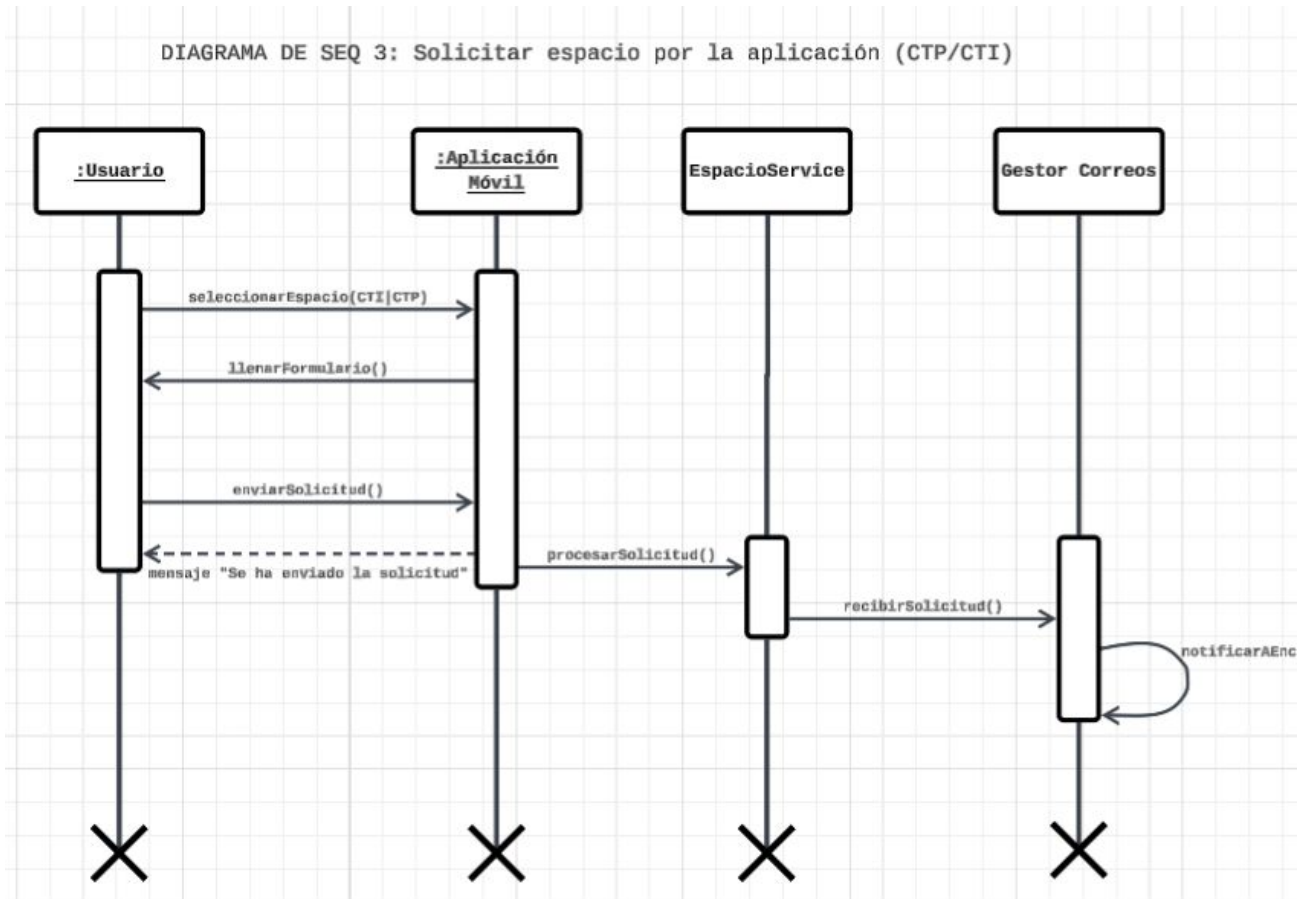 DIAGRAMA DE SEQ 3: Solicitar espacio por la aplicación (CTP/CTI)
:Usuario
:Aplicación
Móvil
EspacioService
Gestor Correos
seleccionarEspacio(CTI|CTP)
llenarFormulario()
enviarSolicitud()
mensaje "Se ha enviado la solicitud"
procesarSolicitud()
recibirSolicitud()
notificarAEnc